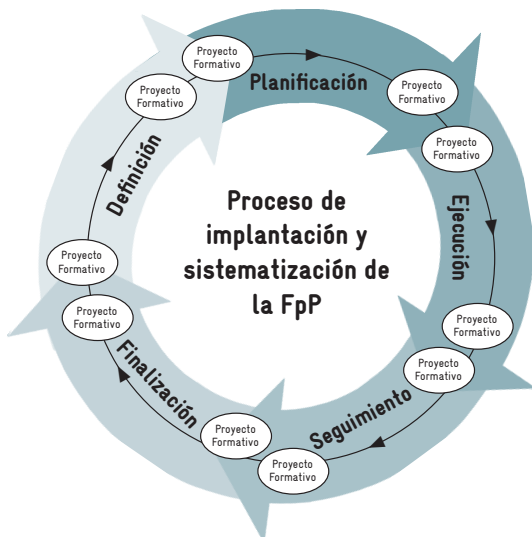 Proyecto
Formativo
Planificación
Proyecto
Formativo
Proyecto
Formativo
Ejecución
Proyecto
Formativo
Proyecto
Formativo
Seguimiento
Proyecto
Formativo
Proyecto
Formativo
Finalización
Proyecto
Formativo
Proyecto
Formativo
Definición
Proyecto
Formativo
Proceso de
implantación y
sistematización de
la FpP